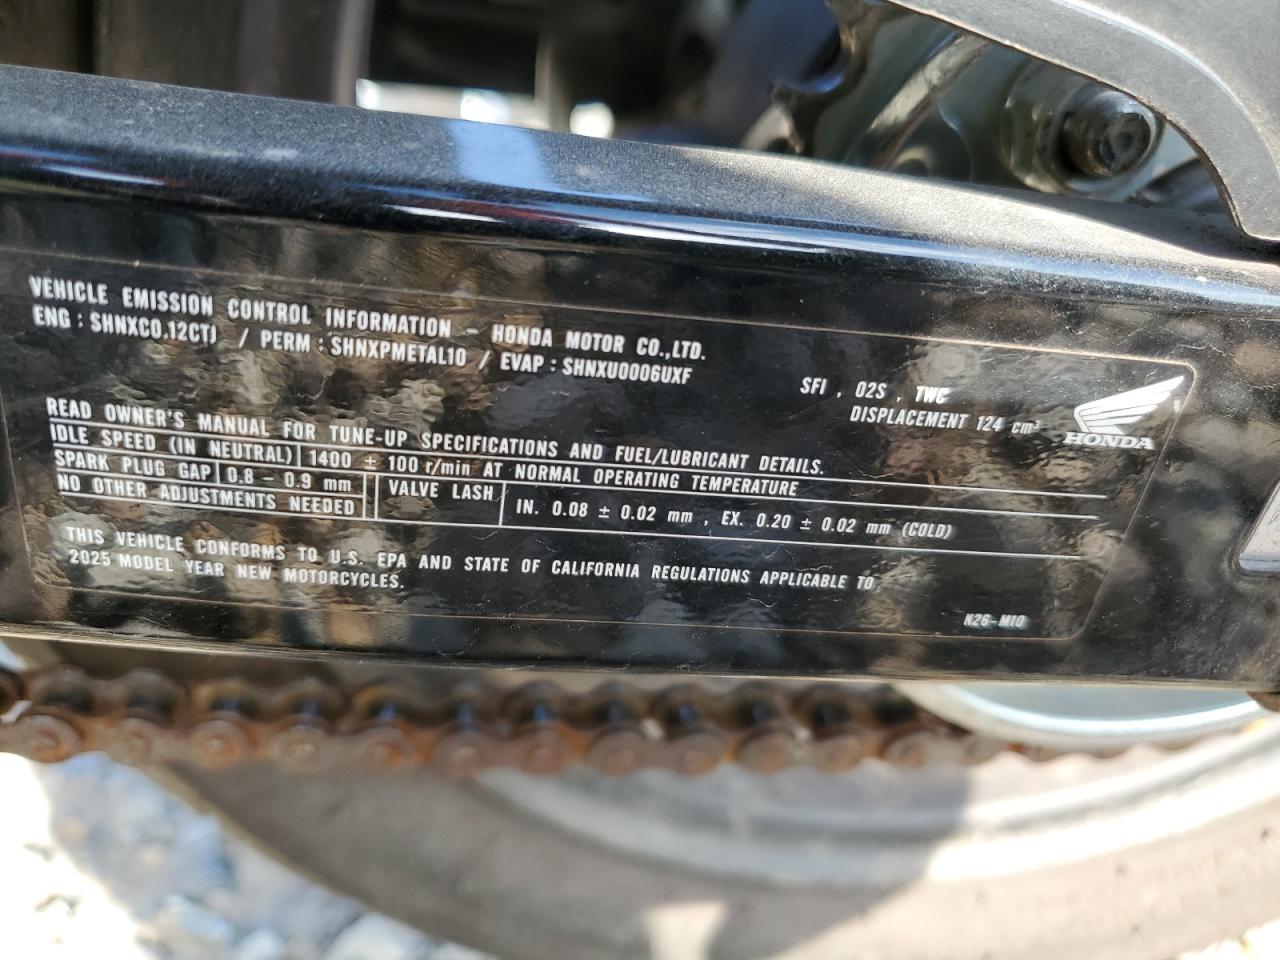 VEHICLE EMISSION CONTROL INFORMATION - HONDA MOTOR CO.,LTD.
ENG : SHNXC0.12CTJ / PERM : SHNXPMETAL10 / EVAP : SHNXU0006UXF
SFI , O2S , TWC
DISPLACEMENT 124 cm³
HONDA
READ OWNER'S MANUAL FOR TUNE-UP SPECIFICATIONS AND FUEL/LUBRICANT DETAILS.
IDLE SPEED (IN NEUTRAL) 1400 ± 100 r/min AT NORMAL OPERATING TEMPERATURE
SPARK PLUG GAP 0.8 - 0.9 mm VALVE LASH IN. 0.08 ± 0.02 mm , EX. 0.20 ± 0.02 mm (COLD)
NO OTHER ADJUSTMENTS NEEDED
THIS VEHICLE CONFORMS TO U.S. EPA AND STATE OF CALIFORNIA REGULATIONS APPLICABLE TO
2025 MODEL YEAR NEW MOTORCYCLES.
K26-M10